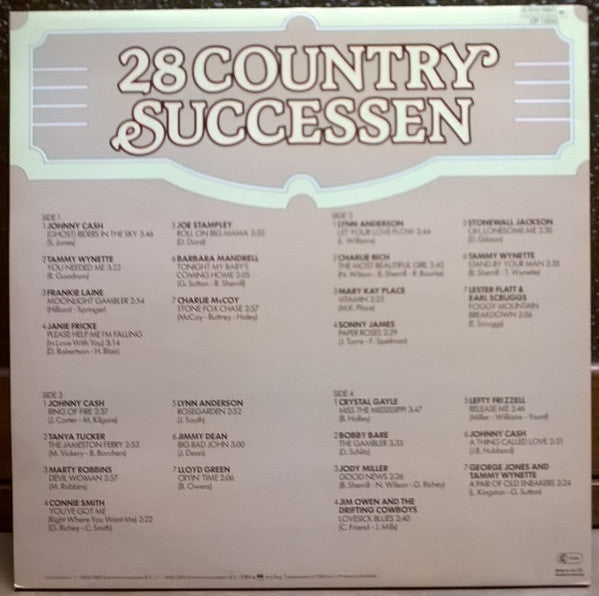 28 COUNTRY
SUCCESSEN
SIDE 1
1 JOHNNY CASH
(GHOST) RIDERS IN THE SKY 3:46
(S. Jones)
2 TAMMY WYNETTE
YOU NEEDED ME 3:22
(R. Goodrum)
3 FRANKIE LAINE
MOONLIGHT GAMBLER 2:54
(Hilliard - Springer)
4 JANIE FRICKE
PLEASE HELP ME I'M FALLING
(In Love With You) 3:14
(D. Robertson - H. Blair)
5 JOE STAMPLEY
ROLL ON BIG MAMA 2:53
(D. Darst)
6 BARBARA MANDRELL
TONIGHT MY BABY'S
COMING HOME 2:05
(G. Sutton - B. Sherrill)
7 CHARLIE McCOY
STONE FOX CHASE 2:57
(McCoy - Buttrey - Haley)
SIDE 2
1 LYNN ANDERSON
LET YOUR LOVE FLOW 2:44
(L. Williams)
2 CHARLIE RICH
THE MOST BEAUTIFUL GIRL 2:42
(N. Wilson - B. Sherrill - R. Bourke)
3 MARY KAY PLACE
VITAMIN 2:23
(M.K. Place)
4 SONNY JAMES
PAPER ROSES 2:29
(J. Torre - F. Spielman)
5 STONEWALL JACKSON
OH, LONESOME ME 2:30
(D. Gibson)
6 TAMMY WYNETTE
STAND BY YOUR MAN 2:35
(B. Sherrill - T. Wynette)
7 LESTER FLATT &
EARL SCRUGGS
FOGGY MOUNTAIN
BREAKDOWN 2:06
(E. Scruggs)
SIDE 3
1 JOHNNY CASH
RING OF FIRE 2:37
(J. Carter - M. Kilgore)
2 TANYA TUCKER
THE JAMESTON FERRY 2:53
(M. Vickery - B. Borchers)
3 MARTY ROBBINS
DEVIL WOMAN 2:57
(M. Robbins)
4 CONNIE SMITH
YOU'VE GOT ME
(Right Where You Want Me) 2:22
(G. Richey - C. Smith)
5 LYNN ANDERSON
ROSEGARDEN 2:52
(J. South)
6 JIMMY DEAN
BIG BAD JOHN 3:00
(J. Dean)
7 LLOYD GREEN
CRYIN' TIME 2:06
(B. Owens)
SIDE 4
1 CRYSTAL GAYLE
MISS THE MISSISSIPPI 3:47
(B. Halley)
2 BOBBY BARE
THE GAMBLER 3:33
(D. Schlitz)
3 JODY MILLER
GOOD NEWS 2:26
(B. Sherrill - N. Wilson - G. Richey)
4 JIM OWEN AND THE
DRIFTING COWBOYS
LOVESICK BLUES 2:40
(C. Friend - J. Mills)
5 LEFTY FRIZZELL
RELEASE ME 2:46
(Miller - Williams - Yount)
6 JOHNNY CASH
A THING CALLED LOVE 2:31
(J.R. Hubbard)
7 GEORGE JONES AND
TAMMY WYNETTE
A PAIR OF OLD SNEAKERS 2:24
(L. Kingston - G. Sutton)